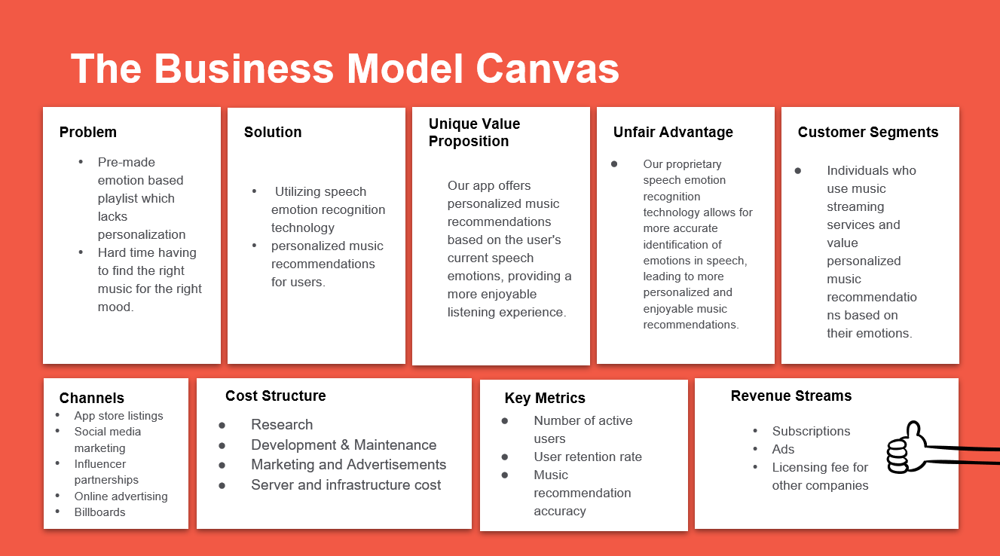 The Business Model Canvas
Problem
• Pre-made
emotion based
playlist which
lacks
personalization
• Hard time having
to find the right
music for the right
mood.
Solution
• Utilizing speech
emotion recognition
technology
• personalized music
recommendations
for users.
Unique Value
Proposition
Our app offers
personalized music
recommendations
based on the user's
current speech
emotions, providing a
more enjoyable
listening experience.
Unfair Advantage
● Our proprietary
speech emotion
recognition
technology allows for
more accurate
identification of
emotions in speech,
leading to more
personalized and
enjoyable music
recommendations.
Customer Segments
● Individuals who
use music
streaming
services and
value
personalized
music
recommendatio
ns based on
their emotions.
Channels
• App store listings
• Social media
marketing
• Influencer
partnerships
• Online advertising
• Billboards
Cost Structure
● Research
● Development & Maintenance
● Marketing and Advertisements
● Server and infrastructure cost
Key Metrics
● Number of active
users
● User retention rate
● Music
recommendation
accuracy
Revenue Streams
• Subscriptions
• Ads
• Licensing fee for
other companies